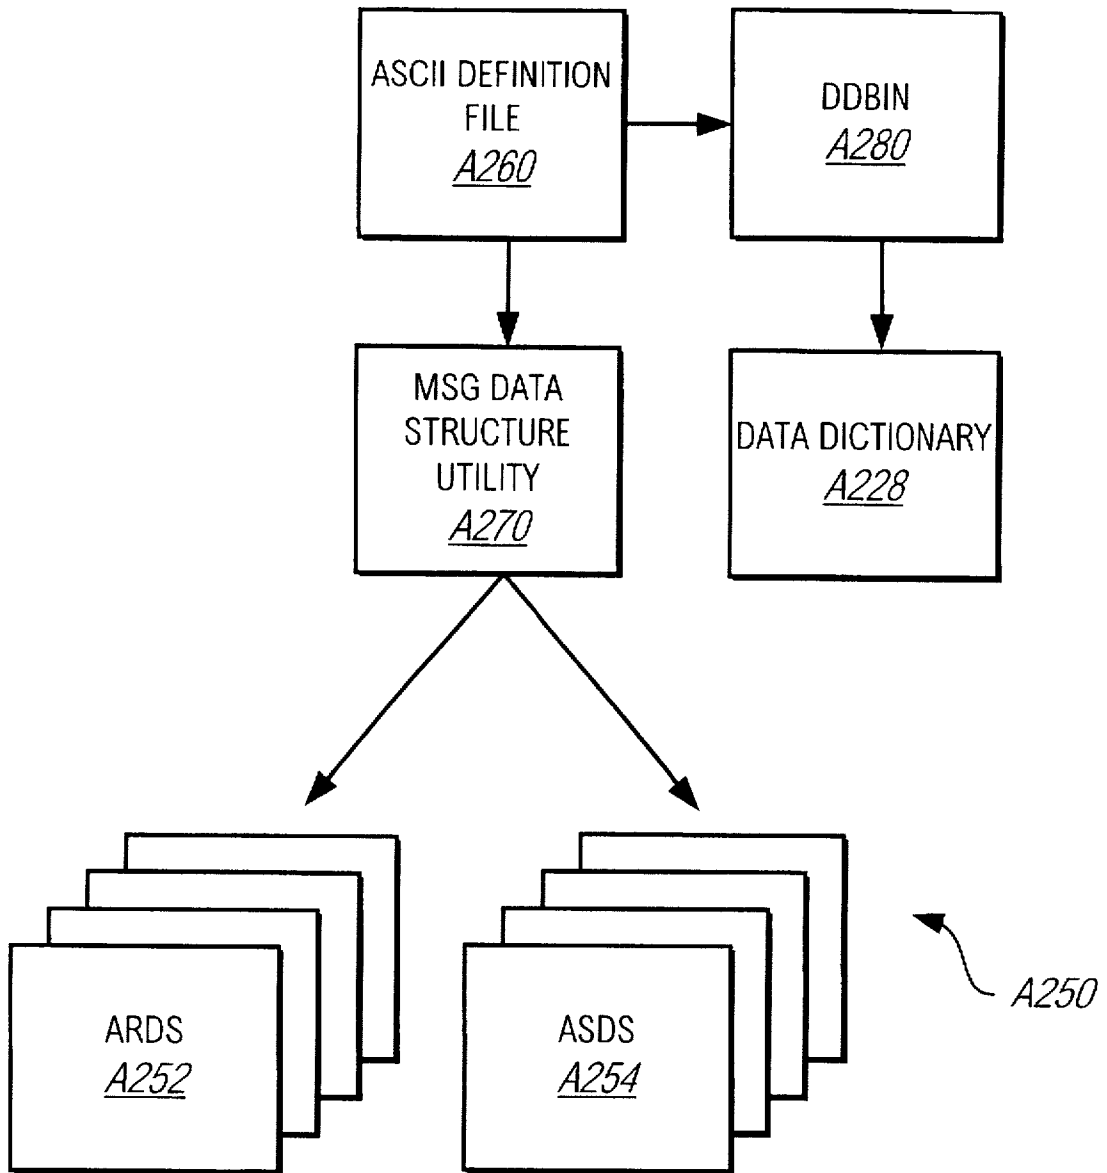 ASCII DEFINITION
FILE
A260
DDBIN
A280
MSG DATA
STRUCTURE
UTILITY
A270
DATA DICTIONARY
A228
ARDS
A252
ASDS
A254
A250